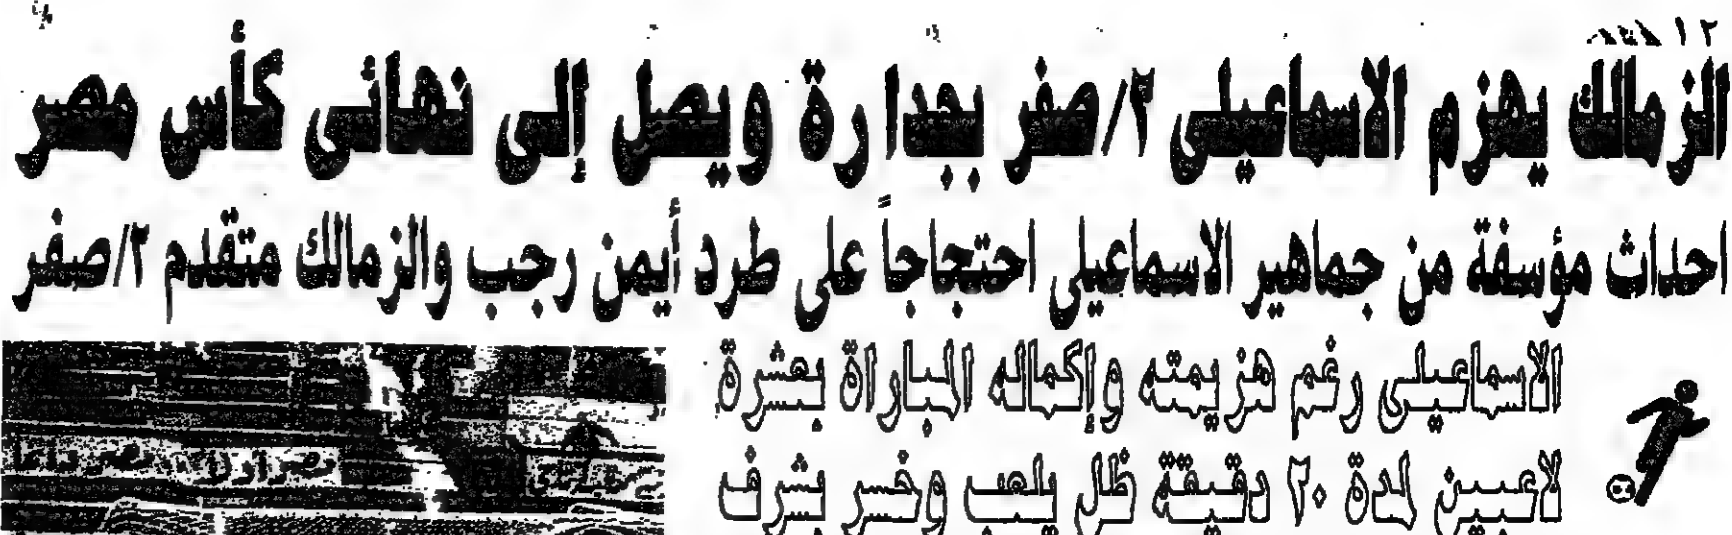 ١٢
الزمالك يهزم الاسماعيلى ٢/صفر بجدارة ويصل إلى نهائى كأس مصر
احداث مؤسفة من جماهير الاسماعيلى احتجاجاً على طرد أيمن رجب والزمالك متقدم ٢/صفر
الاسماعيلى رغم هزيمته وإكماله المباراة بعشرة
لاعبين لمدة ٢٠ دقيقة ظل يلعب وخسر بشرف